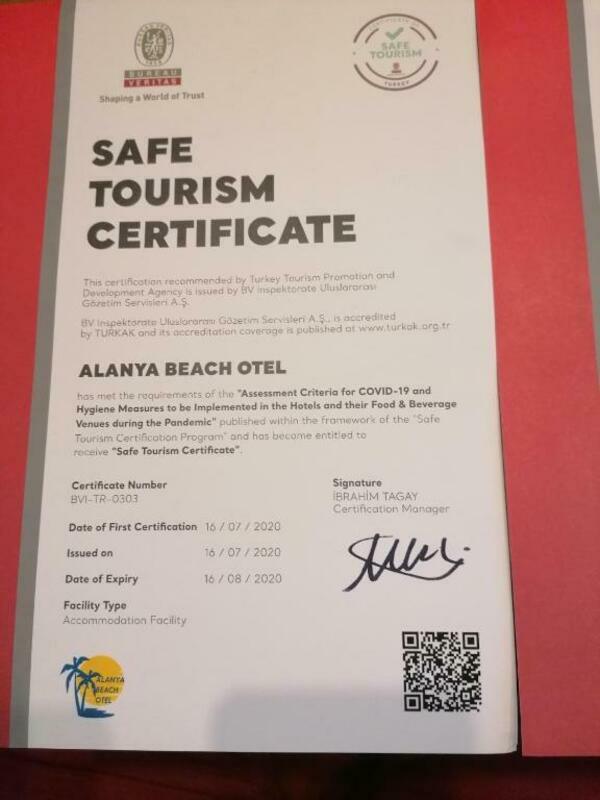 BUREAU
VERITAS
Shaping a World of Trust
SAFE
TOURISM
TURKEY
SAFE
TOURISM
CERTIFICATE
This certification recommended by Turkey Tourism Promotion and
Development Agency is issued by BV Inspektorate Uluslararası
Gözetim Servisleri A.Ş.
BV Inspektorate Uluslararası Gözetim Servisleri A.Ş., is accredited
by TURKAK and its accreditation coverage is published at www.turkak.org.tr
ALANYA BEACH OTEL
has met the requirements of the "Assessment Criteria for COVID-19 and
Hygiene Measures to be Implemented in the Hotels and their Food & Beverage
Venues during the Pandemic" published within the framework of the "Safe
Tourism Certification Program" and has become entitled to
receive "Safe Tourism Certificate".
Certificate Number
BVI-TR-0303
Signature
İBRAHİM TAGAY
Certification Manager
Date of First Certification 16 / 07 / 2020
Issued on 16 / 07 / 2020
Date of Expiry 16 / 08 / 2020
Facility Type
Accommodation Facility
ALANYA
BEACH
OTEL